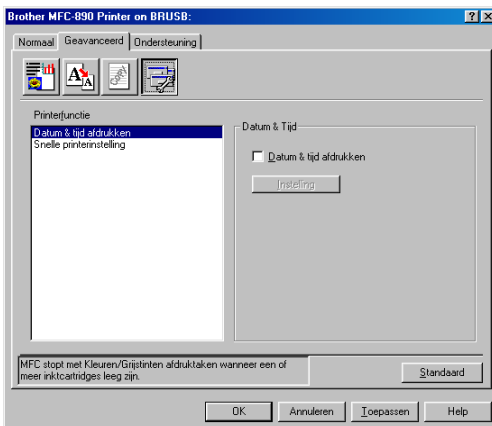 Brother MFC-890 Printer on BRUSB:
Normaal
Geavanceerd
Ondersteuning
Printerfunctie
Datum & tijd afdrukken
Snelle printerinstelling
Datum & Tijd
Datum & tijd afdrukken
Instelling
MFC stopt met Kleuren/Grijstinten afdruktaken wanneer een of
meer inktcartridges leeg zijn.
Standaard
OK
Annuleren
Toepassen
Help